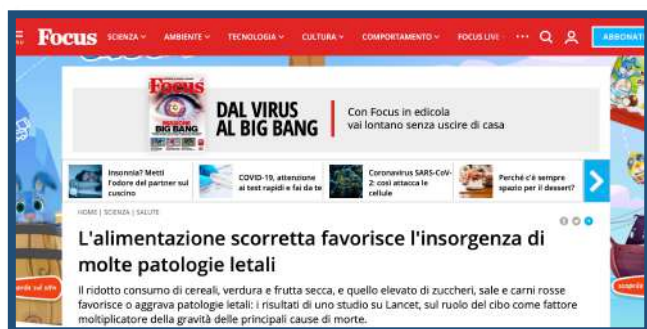 Focus SCIENZA AMBIENTE TECNOLOGIA CULTURA COMPORTAMENTO FOCUS LIVE ... ABBONATI
Focus
BIG BANG
DAL VIRUS
AL BIG BANG
Con Focus in edicola
vai lontano senza uscire di casa
Insonnia? Metti
l'odore del partner sul
cuscino
COVID-19, attenzione
ai test rapidi e fai da te
Coronavirus SARS-CoV-
2: così attacca le
cellule
Perché c'è sempre
spazio per il dessert?
HOME | SCIENZA | SALUTE
L'alimentazione scorretta favorisce l'insorgenza di
molte patologie letali
Il ridotto consumo di cereali, verdura e frutta secca, e quello elevato di zuccheri, sale e carni rosse
favorisce o aggrava patologie letali: i risultati di uno studio su Lancet, sul ruolo del cibo come fattore
moltiplicatore della gravità delle principali cause di morte.